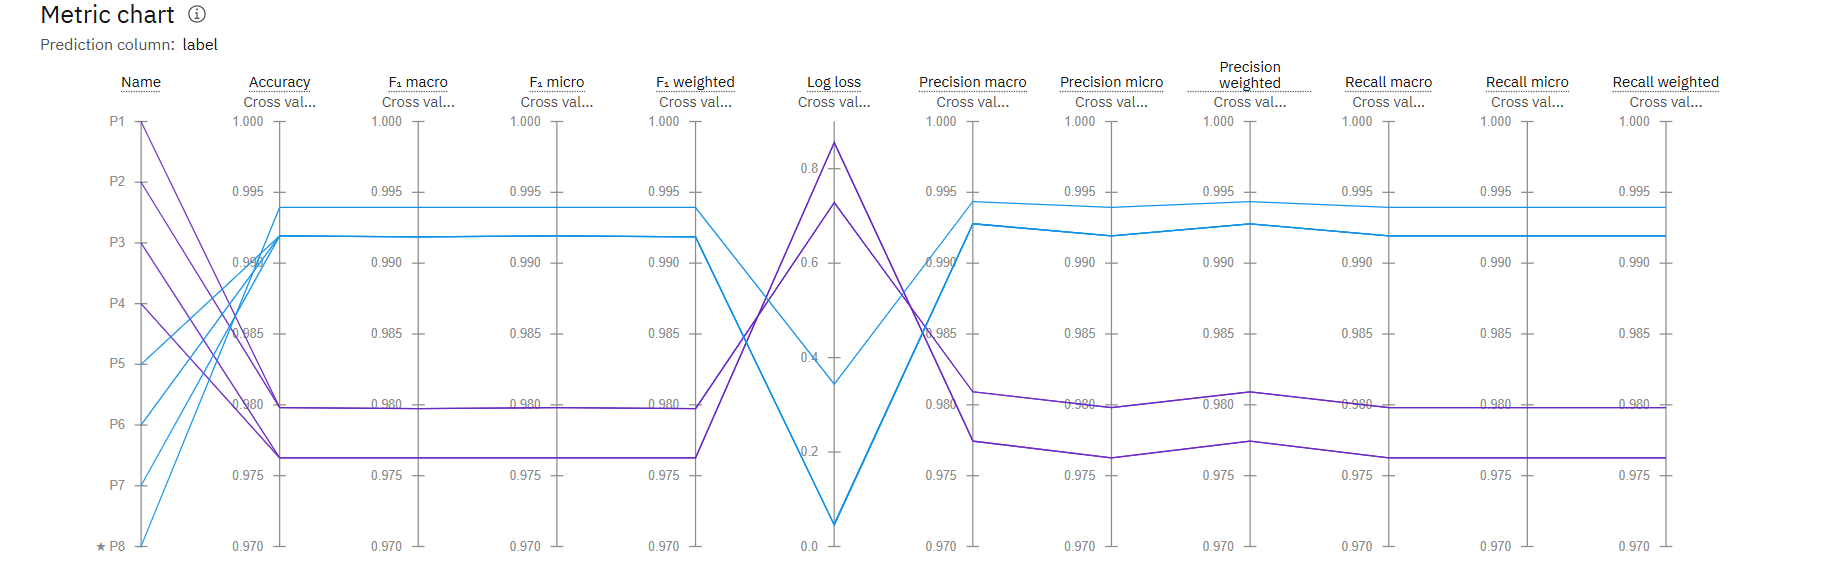 Metric chart
Prediction column: label
Name Accuracy F₁ macro F₁ micro F₁ weighted Log loss Precision macro Precision micro Precision weighted Recall macro Recall micro Recall weighted
Cross val... Cross val... Cross val... Cross val... Cross val... Cross val... Cross val... Cross val... Cross val... Cross val... Cross val...
P1 1.000 1.000 1.000 1.000 1.000 1.000 1.000 1.000 1.000 1.000
0.8
P2 0.995 0.995 0.995 0.995 0.995 0.995 0.995 0.995 0.995 0.995
P3
0.990 0.990 0.990 0.990 0.6 0.990 0.990 0.990 0.990 0.990 0.990
P4
0.985 0.985 0.985 0.985 0.985 0.985 0.985 0.985 0.985 0.985
P5 0.4
0.980 0.980 0.980 0.980 0.980 0.980 0.980 0.980 0.980 0.980
P6
0.2
0.975 0.975 0.975 0.975 0.975 0.975 0.975 0.975 0.975 0.975
P7
★ P8 0.970 0.970 0.970 0.970 0.0 0.970 0.970 0.970 0.970 0.970 0.970